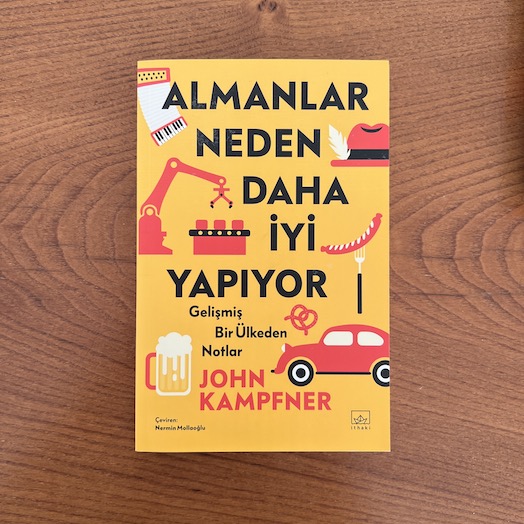 ALMANLAR
NEDEN
DAHA
İYİ
YAPIYOR
Gelişmiş
Bir Ülkeden
Notlar
JOHN
KAMPFNER
Çeviren:
Nermin Mollaoğlu
ithaki